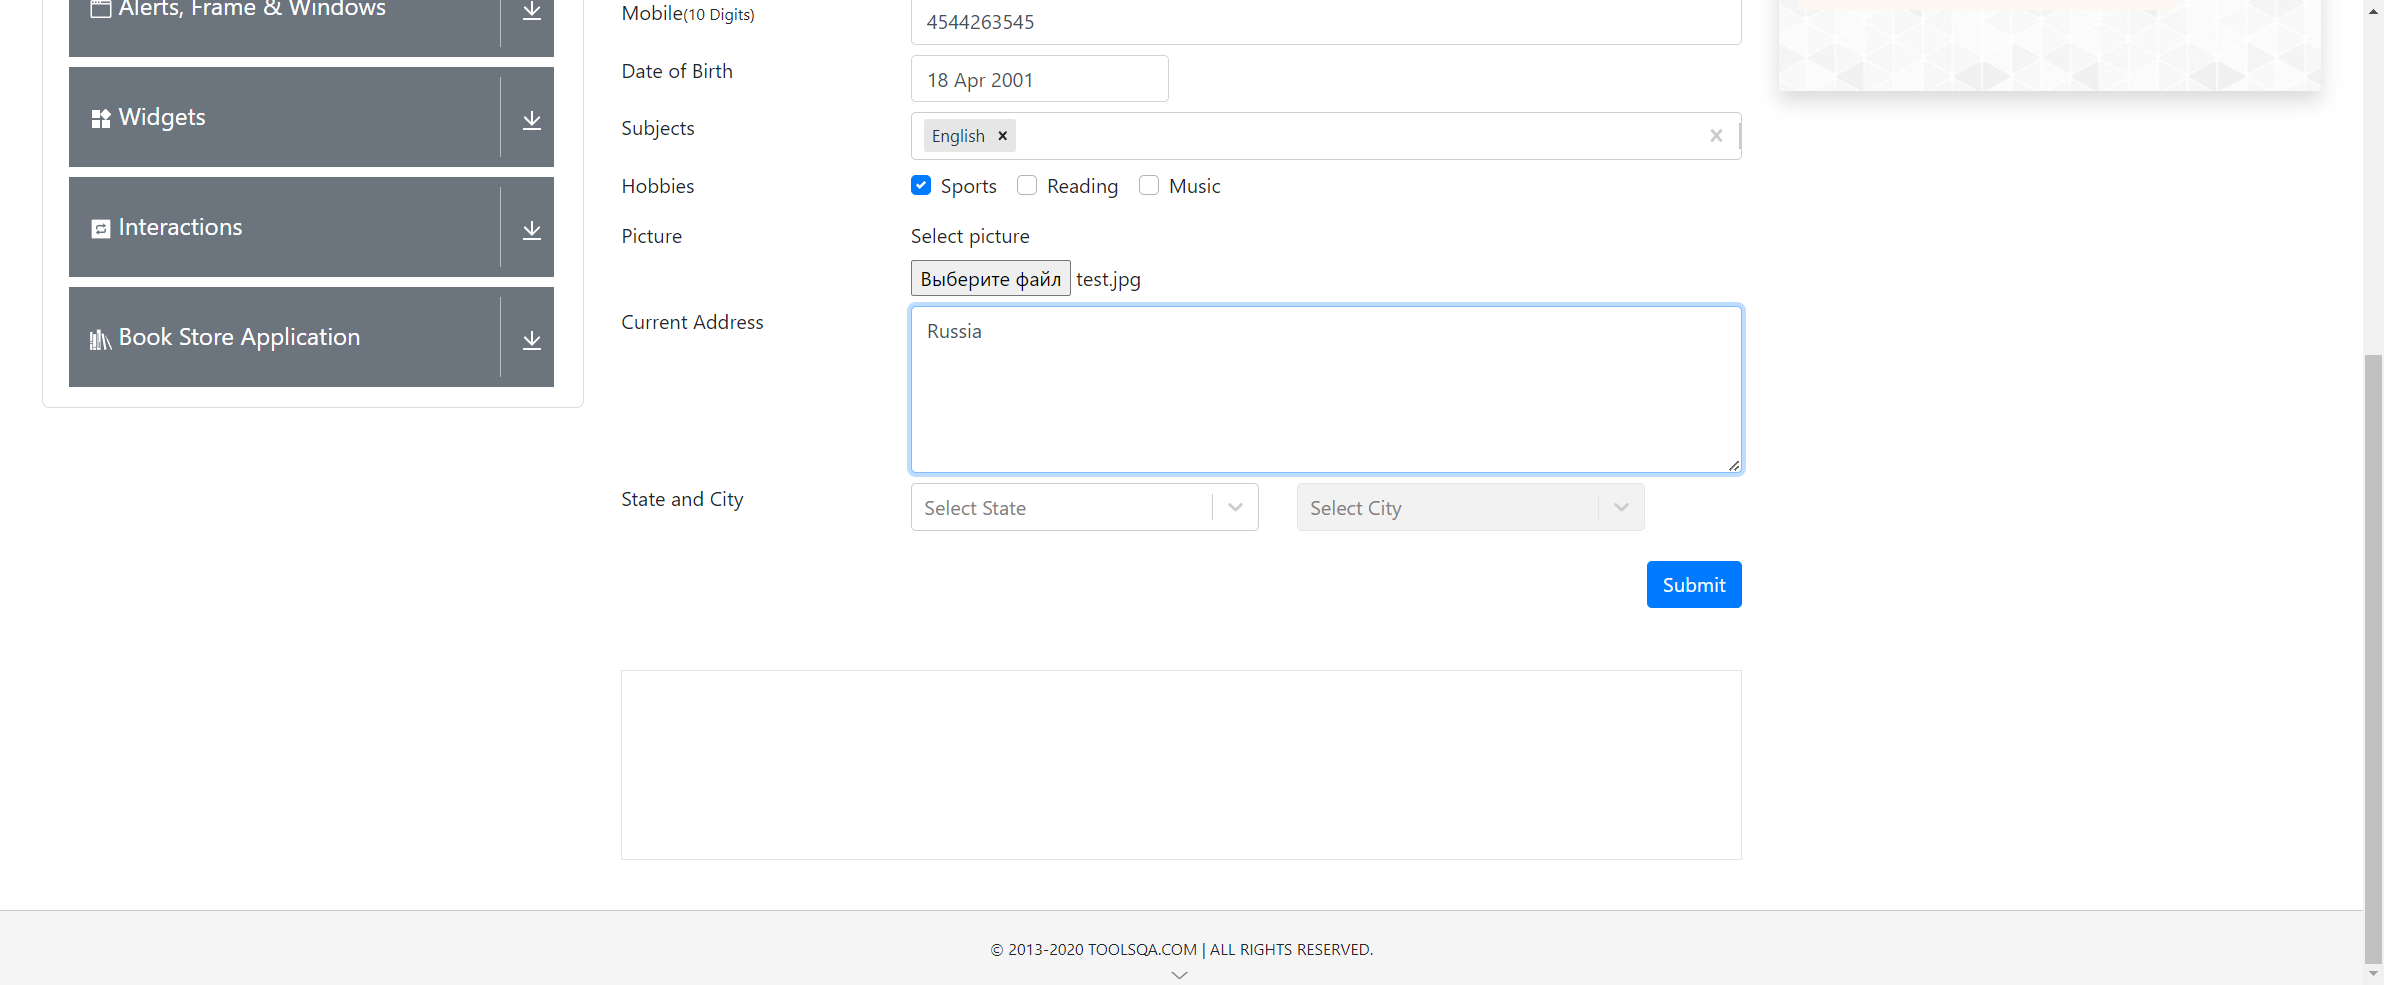 Alerts, Frame & Windows
Widgets
Interactions
Book Store Application
Mobile(10 Digits)
4544263545
Date of Birth
18 Apr 2001
Subjects
English
Hobbies
Sports
Reading
Music
Picture
Select picture
Выберите файл test.jpg
Current Address
Russia
State and City
Select State
Select City
Submit
© 2013-2020 TOOLSQA.COM | ALL RIGHTS RESERVED.